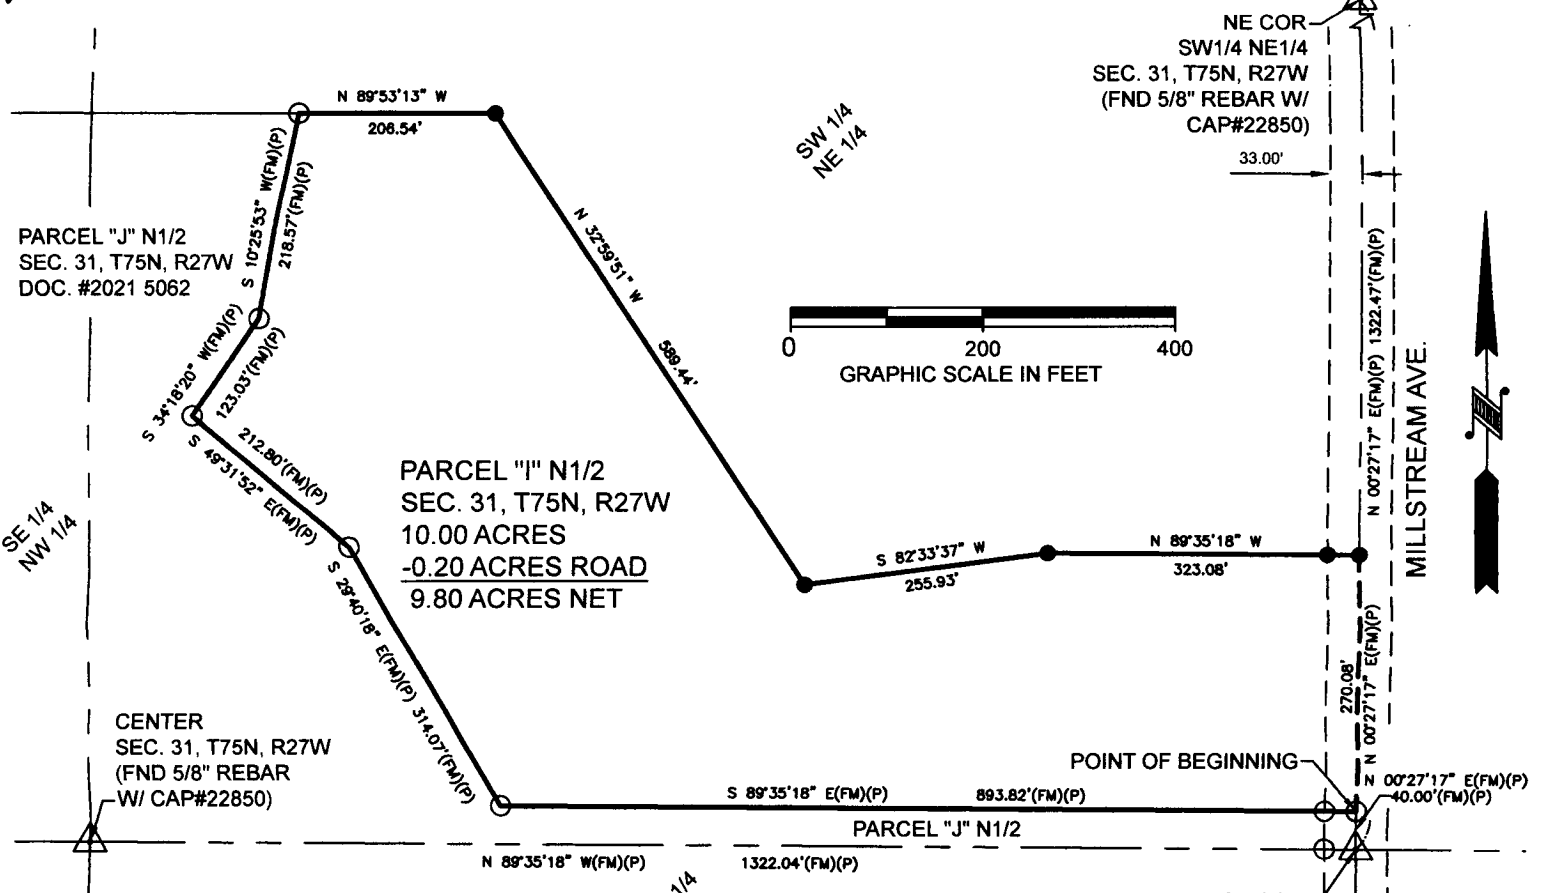 NE COR
SW1/4 NE1/4
SEC. 31, T75N, R27W
(FND 5/8" REBAR W/
CAP#22850)
33.00'
N 89°53'13" W
206.54'
SW 1/4
NE 1/4
S 10°25'53" W(FM)(P)
218.57'(FM)(P)
PARCEL "J" N1/2
SEC. 31, T75N, R27W
DOC. #2021 5062
N 32°59'51" W
589.44'
0 200 400
GRAPHIC SCALE IN FEET
N 00°27'17" E(FM)(P) 1322.47'(FM)(P)
MILLSTREAM AVE.
S 34°18'20" W(FM)(P)
123.03'(FM)(P)
212.80'(FM)(P)
S 49°31'52" E(FM)(P)
PARCEL "I" N1/2
SEC. 31, T75N, R27W
10.00 ACRES
-0.20 ACRES ROAD
9.80 ACRES NET
SE 1/4
NW 1/4
S 82°33'37" W
255.93'
N 89°35'18" W
323.08'
S 29°40'18" E(FM)(P) 314.07'(FM)(P)
270.08'
N 00°27'17" E(FM)(P)
CENTER
SEC. 31, T75N, R27W
(FND 5/8" REBAR
W/ CAP#22850)
POINT OF BEGINNING
N 00°27'17" E(FM)(P)
40.00'(FM)(P)
S 89°35'18" E(FM)(P) 893.82'(FM)(P)
PARCEL "J" N1/2
N 89°35'18" W(FM)(P) 1322.04'(FM)(P)
1/4